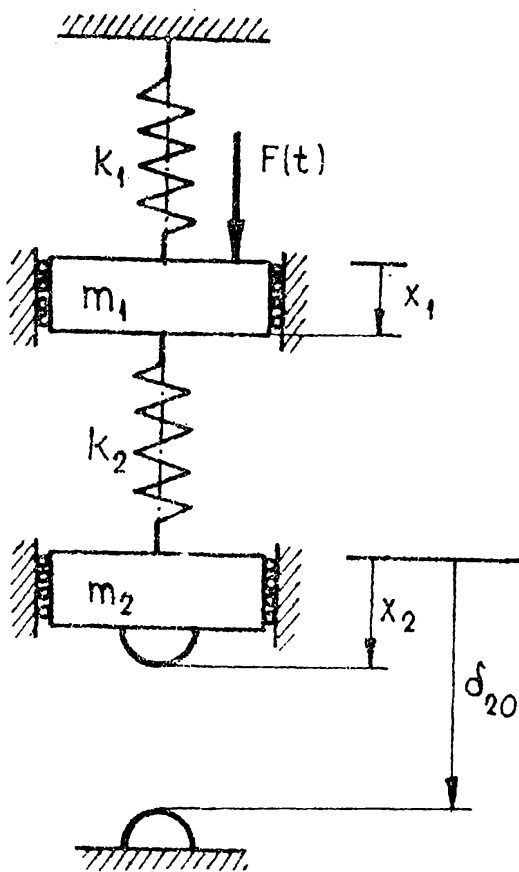 K₁
F(t)
m₁
x₁
K₂
m₂
x₂
δ₂₀